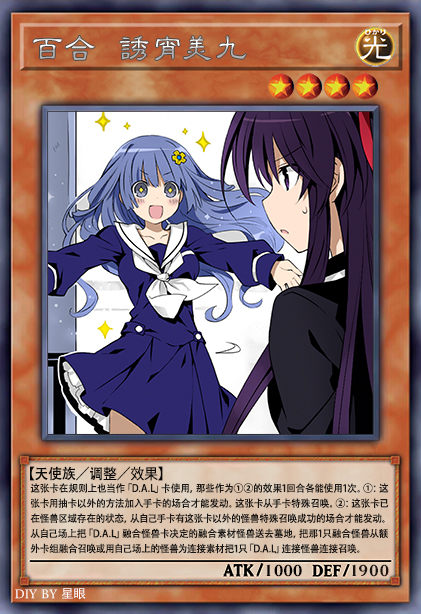 百合 誘宵美九
ひかり
光
【天使族／调整／效果】
这张卡在规则上也当作「D.A.L」卡使用，那些作为①②的效果1回合各能使用1次。①：这
张卡用抽卡以外的方法加入手卡的场合才能发动。这张卡从手卡特殊召唤。②：这张卡已
在怪兽区域存在的状态，从自己手卡有这张卡以外的怪兽特殊召唤成功的场合才能发动。
从自己场上把「D.A.L」融合怪兽卡决定的融合素材怪兽送去墓地，把那1只融合怪兽从额
外卡组融合召唤或用自己场上的怪兽为连接素材把1只「D.A.L」连接怪兽连接召唤。
ATK/1000 DEF/1900
DIY BY 星眼